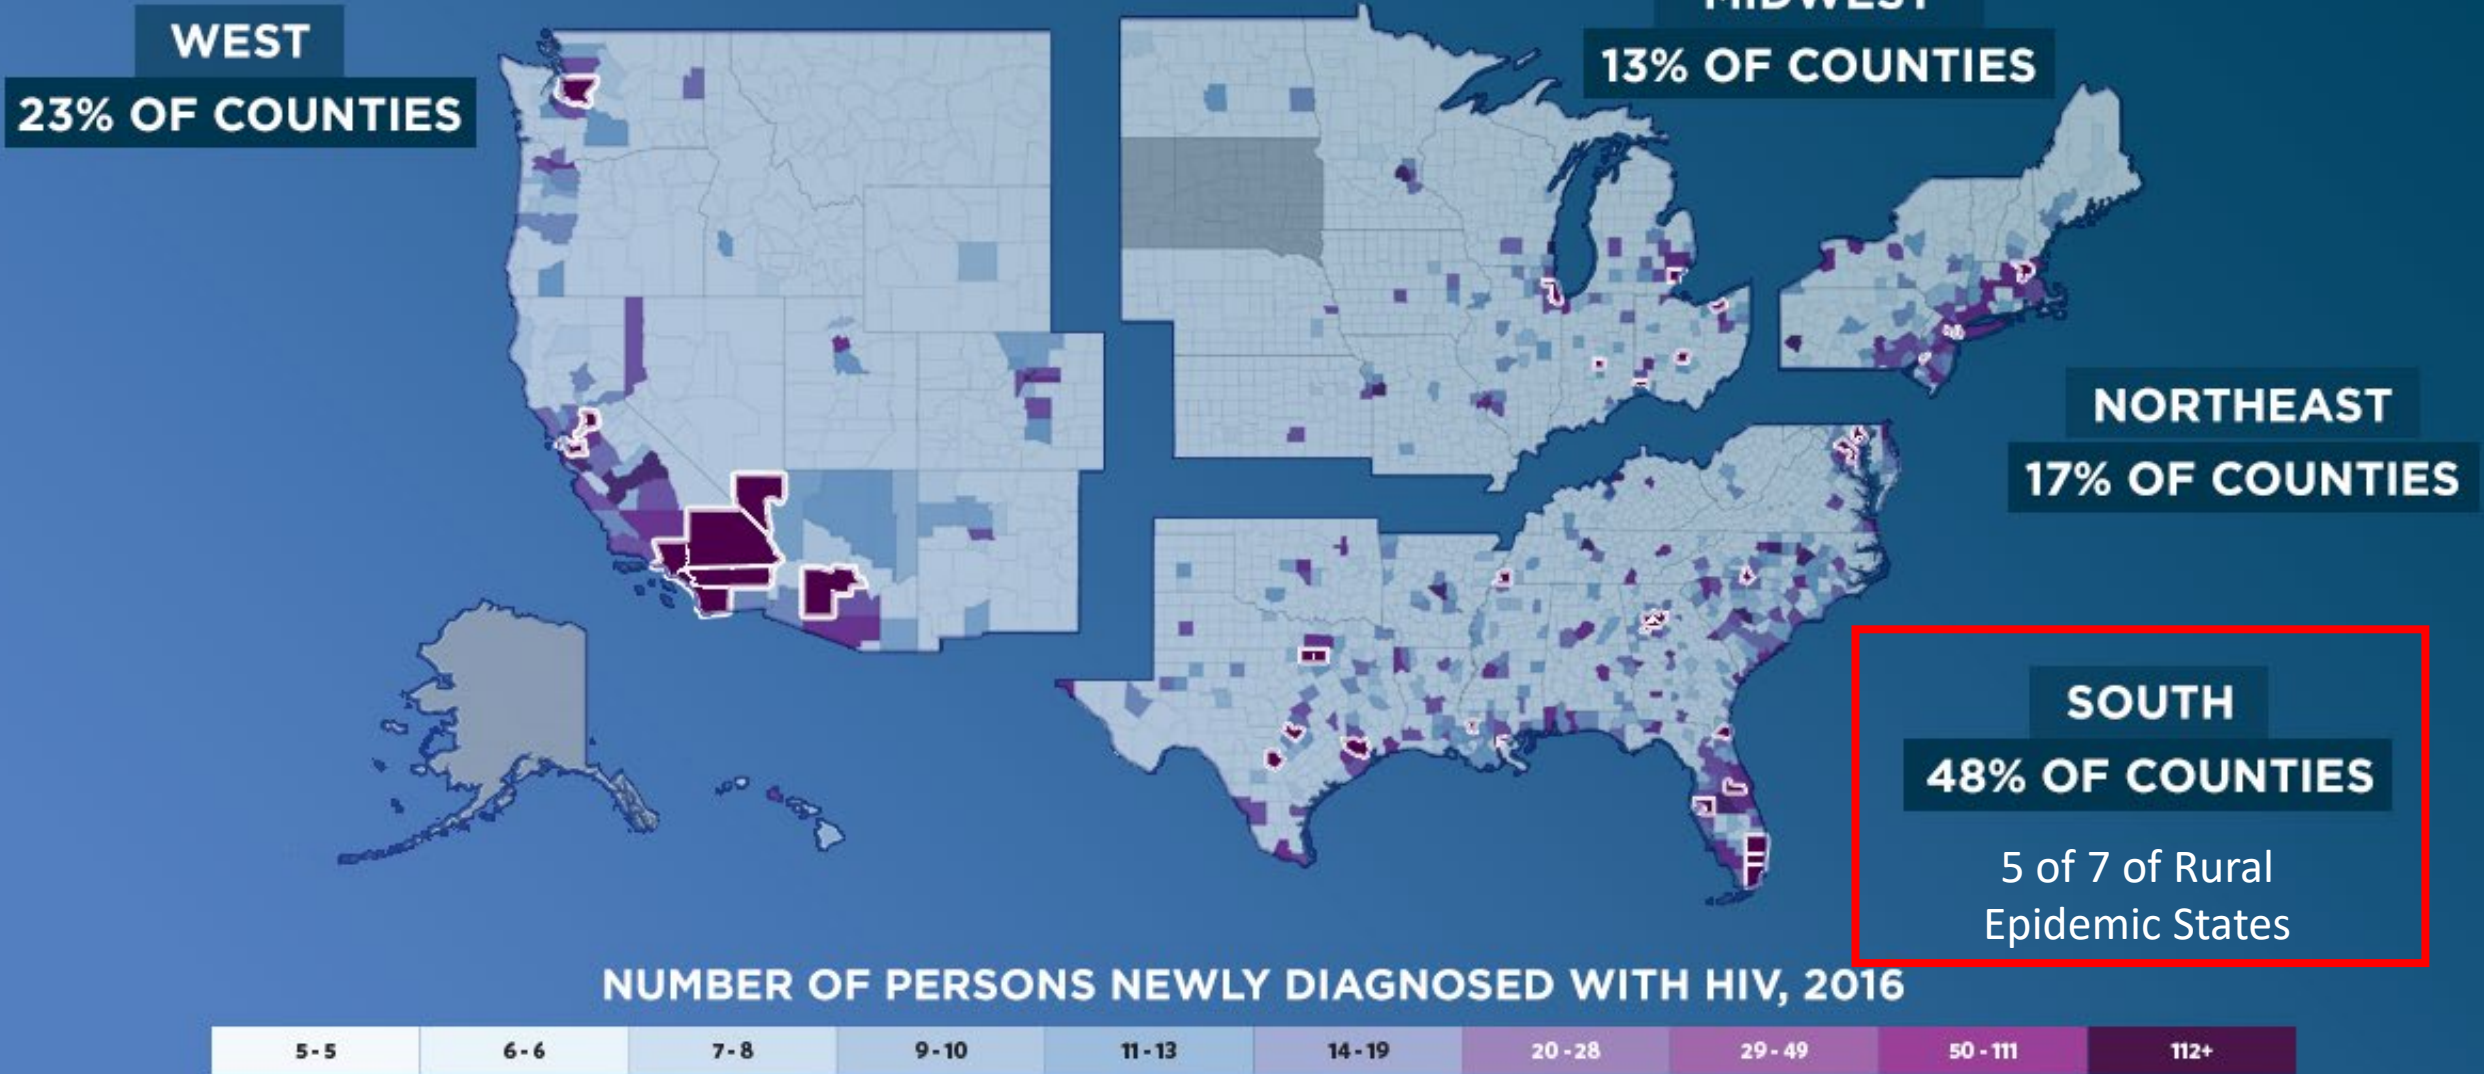 WEST
23% OF COUNTIES
MIDWEST
13% OF COUNTIES
NORTHEAST
17% OF COUNTIES
SOUTH
48% OF COUNTIES
5 of 7 of Rural
Epidemic States
NUMBER OF PERSONS NEWLY DIAGNOSED WITH HIV, 2016
5-5 6-6 7-8 9-10 11-13 14-19 20-28 29-49 50-111 112+